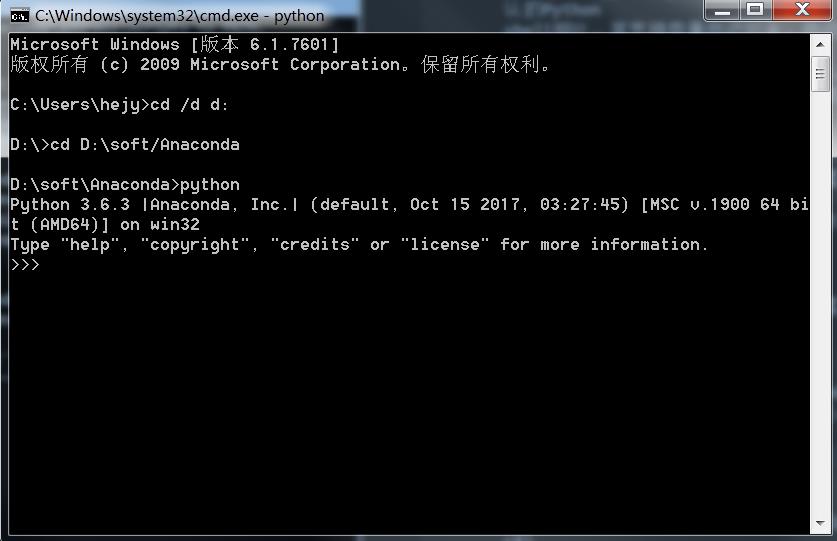 C:\Windows\system32\cmd.exe - python
Microsoft Windows [版本 6.1.7601]
版权所有 (c) 2009 Microsoft Corporation。保留所有权利。
C:\Users\hejy>cd /d d:
D:\>cd D:\soft/Anaconda
D:\soft\Anaconda>python
Python 3.6.3 |Anaconda, Inc.| (default, Oct 15 2017, 03:27:45) [MSC v.1900 64 bi
t (AMD64)] on win32
Type "help", "copyright", "credits" or "license" for more information.
>>>